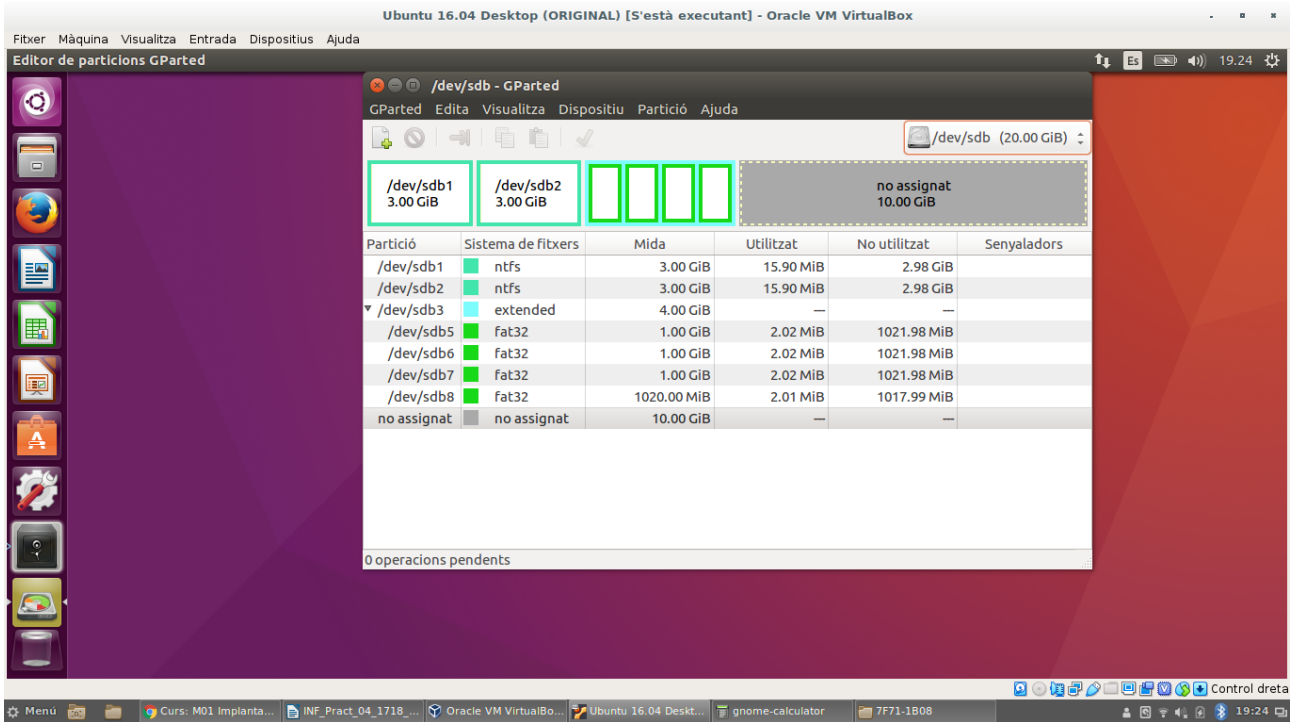 Ubuntu 16.04 Desktop (ORIGINAL) [S'està executant] - Oracle VM VirtualBox
Fitxer Màquina Visualitza Entrada Dispositius Ajuda
Editor de particions GParted Es 19.24
/dev/sdb - GParted
GParted Edita Visualitza Dispositiu Partició Ajuda
/dev/sdb (20.00 GiB)
/dev/sdb1 /dev/sdb2 no assignat
3.00 GiB 3.00 GiB 10.00 GiB
Partició Sistema de fitxers Mida Utilitzat No utilitzat Senyaladors
/dev/sdb1 ntfs 3.00 GiB 15.90 MiB 2.98 GiB
/dev/sdb2 ntfs 3.00 GiB 15.90 MiB 2.98 GiB
/dev/sdb3 extended 4.00 GiB — —
/dev/sdb5 fat32 1.00 GiB 2.02 MiB 1021.98 MiB
/dev/sdb6 fat32 1.00 GiB 2.02 MiB 1021.98 MiB
/dev/sdb7 fat32 1.00 GiB 2.02 MiB 1021.98 MiB
/dev/sdb8 fat32 1020.00 MiB 2.01 MiB 1017.99 MiB
no assignat no assignat 10.00 GiB — —
0 operacions pendents
Control dreta
Menú Curs: M01 Implanta... INF_Pract_04_1718_... Oracle VM VirtualBo... Ubuntu 16.04 Deskt... gnome-calculator 7F71-1B08 19:24